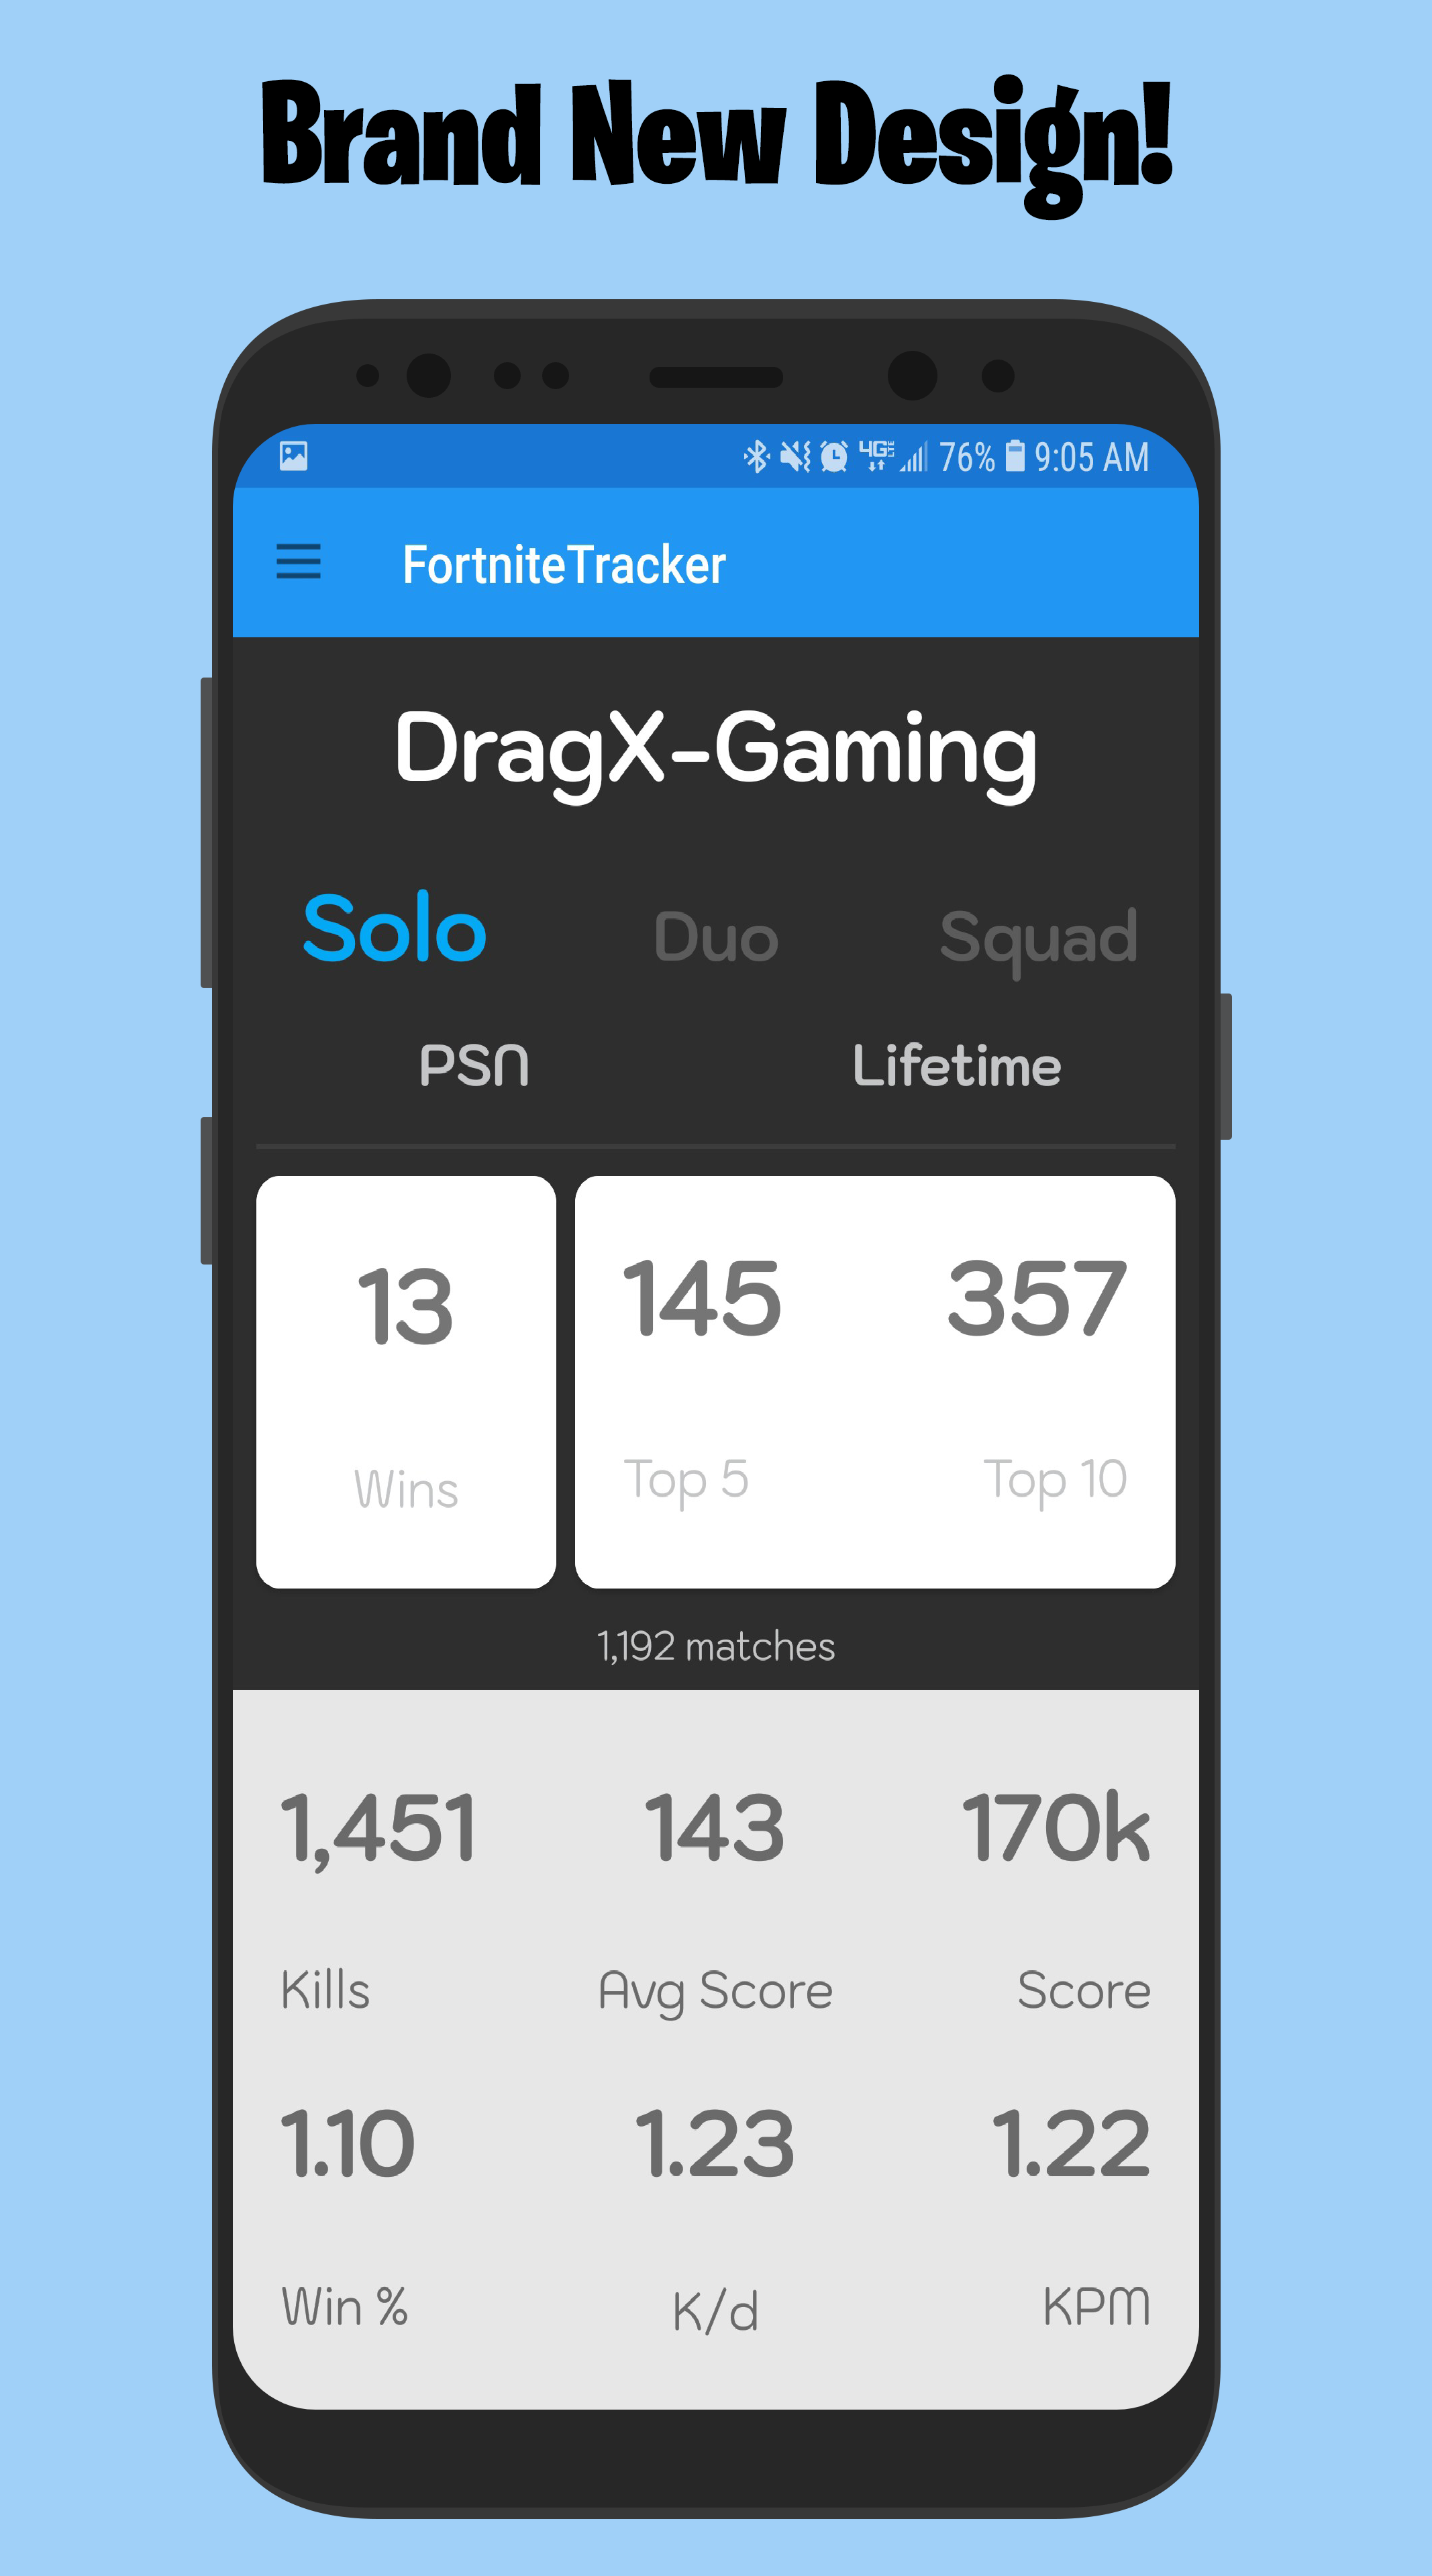 Brand New Design!
4G LTE 76% 9:05 AM
FortniteTracker
DragX-Gaming
Solo Duo Squad
PSN Lifetime
13 145 357
Wins Top 5 Top 10
1,192 matches
1,451 143 170k
Kills Avg Score Score
1.10 1.23 1.22
Win % K/d KPM